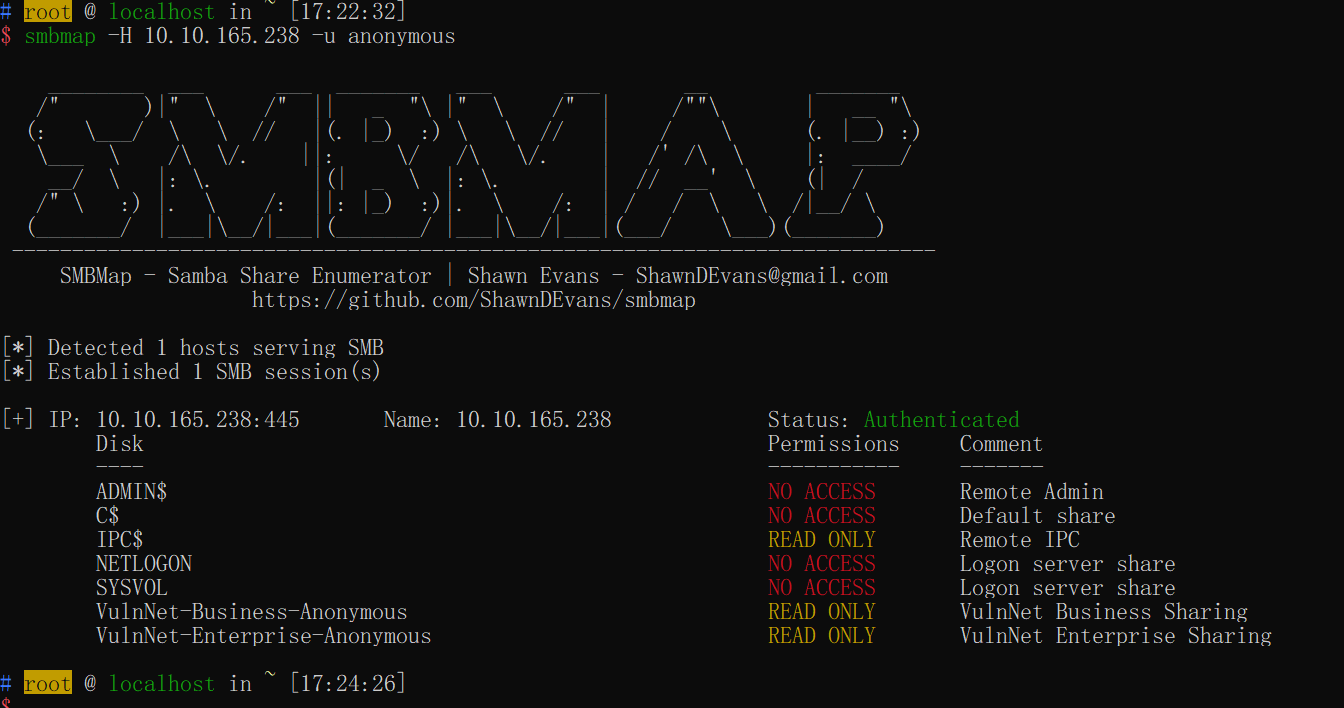 # root @ localhost in ~ [17:22:32]
$ smbmap -H 10.10.165.238 -u anonymous
SMBMap - Samba Share Enumerator | Shawn Evans - ShawnDEvans@gmail.com
https://github.com/ShawnDEvans/smbmap
[*] Detected 1 hosts serving SMB
[*] Established 1 SMB session(s)
[+] IP: 10.10.165.238:445 Name: 10.10.165.238 Status: Authenticated
Disk Permissions Comment
---- ----------- -------
ADMIN$ NO ACCESS Remote Admin
C$ NO ACCESS Default share
IPC$ READ ONLY Remote IPC
NETLOGON NO ACCESS Logon server share
SYSVOL NO ACCESS Logon server share
VulnNet-Business-Anonymous READ ONLY VulnNet Business Sharing
VulnNet-Enterprise-Anonymous READ ONLY VulnNet Enterprise Sharing
# root @ localhost in ~ [17:24:26]
$